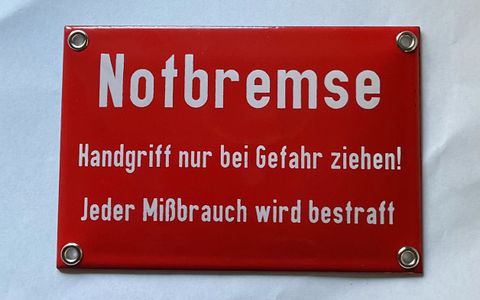 Notbremse
Handgriff nur bei Gefahr ziehen!
Jeder Mißbrauch wird bestraft